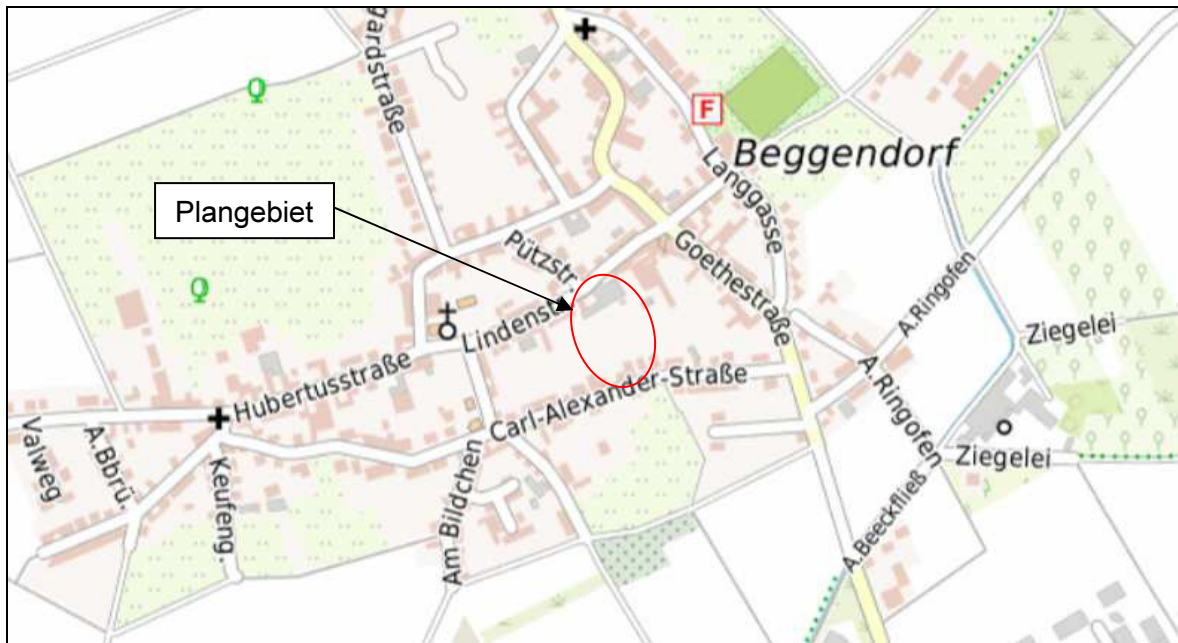 gardstraße
F
Beggendorf
Langgasse
Plangebiet
Pützstr.
Goethestraße
Lindenstr.
A.Ringofen
Ziegelei
A.Ringofen
Hubertusstraße
Carl-Alexander-Straße
Valweg
A.Bbrü.
Keufeng.
Am Bildchen
Ziegelei
A.Beeckfließ